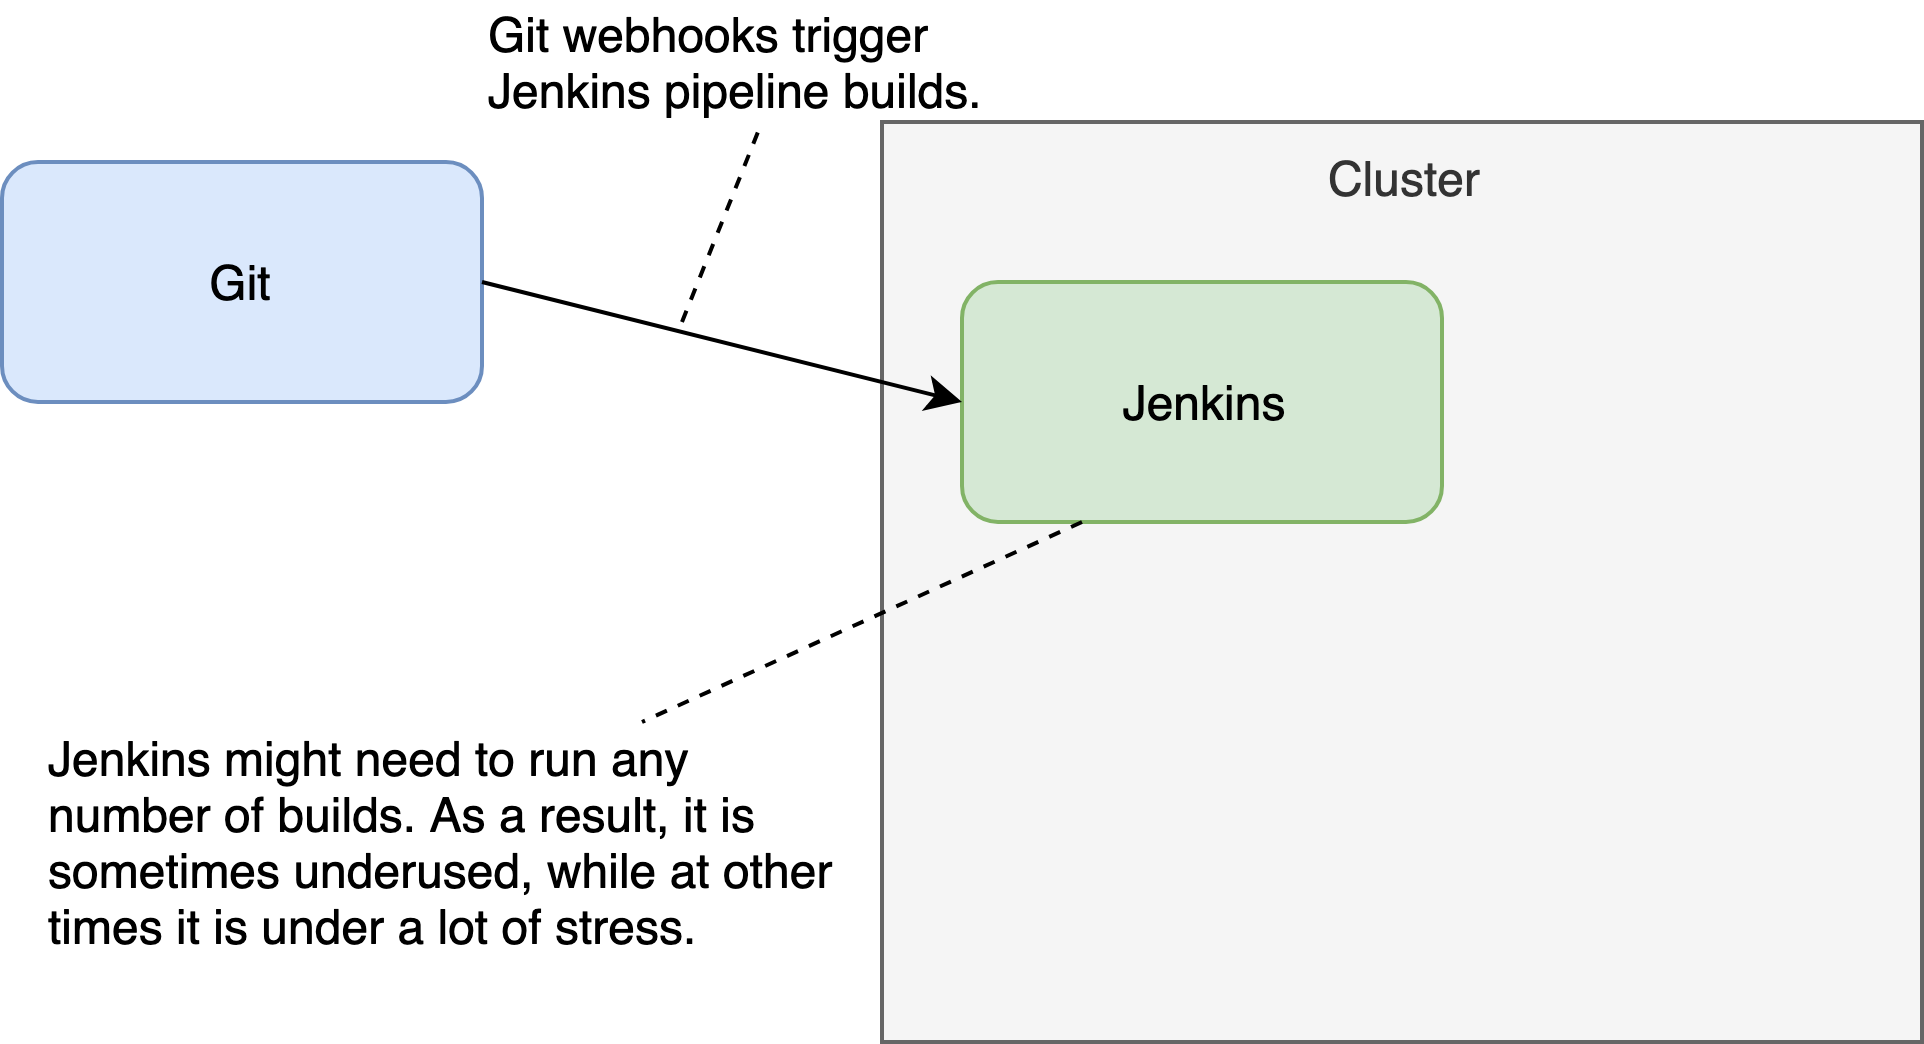 Git webhooks trigger
Jenkins pipeline builds.
Cluster
Git
Jenkins
Jenkins might need to run any
number of builds. As a result, it is
sometimes underused, while at other
times it is under a lot of stress.